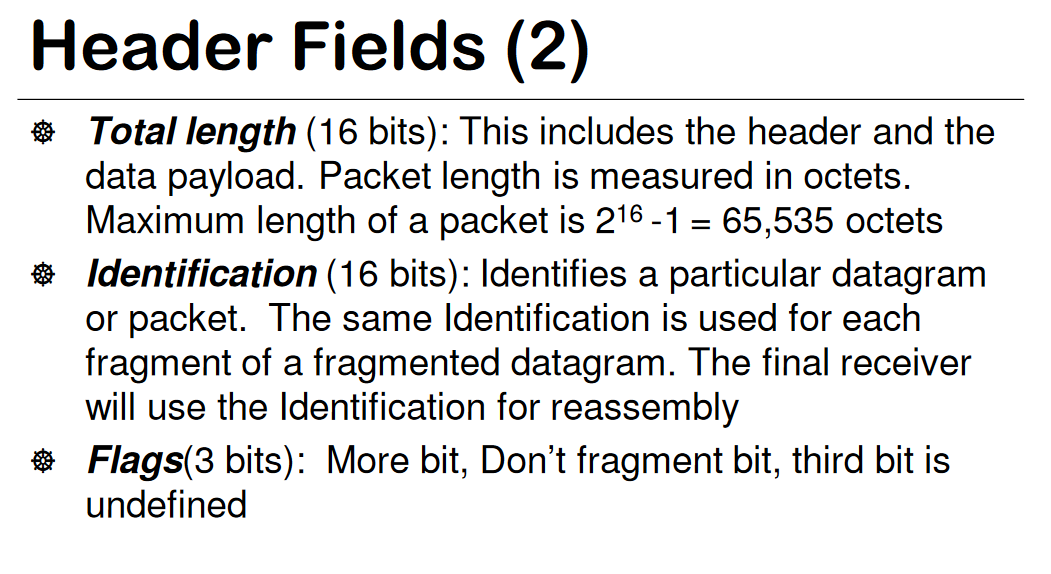 Header Fields (2)
Total length (16 bits): This includes the header and the
data payload. Packet length is measured in octets.
Maximum length of a packet is 2¹⁶ -1 = 65,535 octets
Identification (16 bits): Identifies a particular datagram
or packet.  The same Identification is used for each
fragment of a fragmented datagram. The final receiver
will use the Identification for reassembly
Flags(3 bits):  More bit, Don’t fragment bit, third bit is
undefined